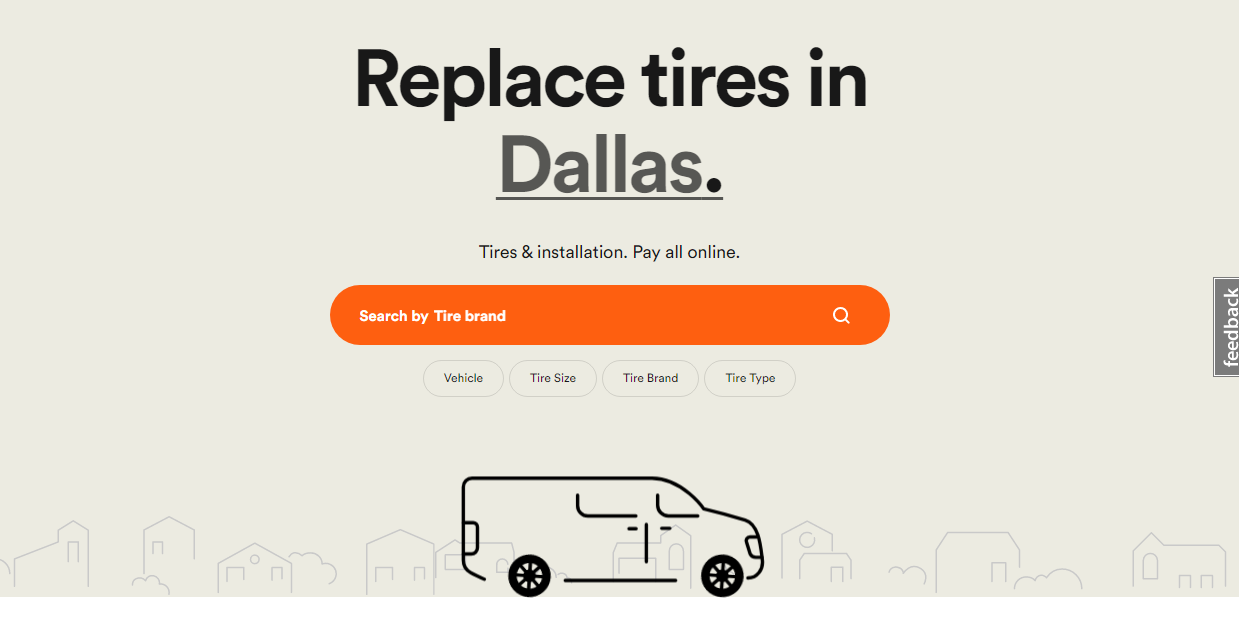 Replace tires in
Dallas.
Tires & installation. Pay all online.
Search by Tire brand
Vehicle
Tire Size
Tire Brand
Tire Type
feedback